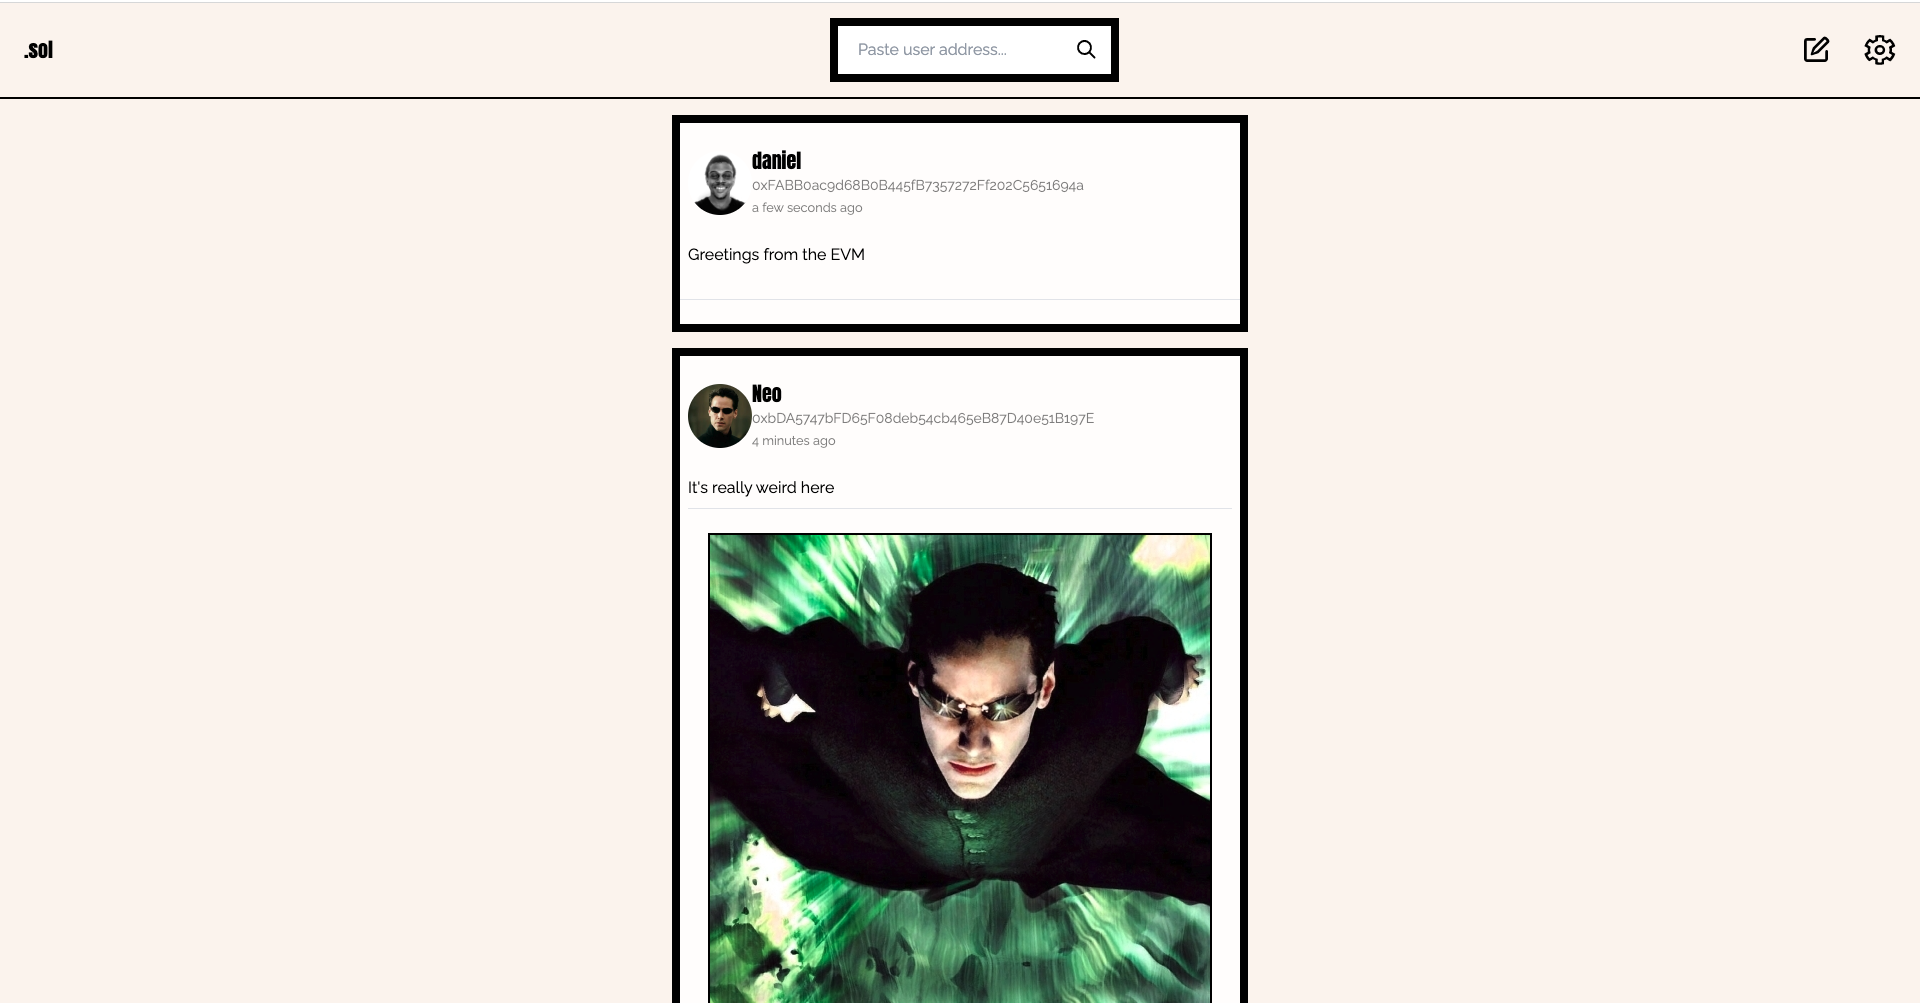 .sol
Paste user address...
daniel
0xFABB0ac9d68B0B445fB7357272Ff202C5651694a
a few seconds ago
Greetings from the EVM
Neo
0xbDA5747bFD65F08deb54cb465eB87D40e51B197E
4 minutes ago
It's really weird here